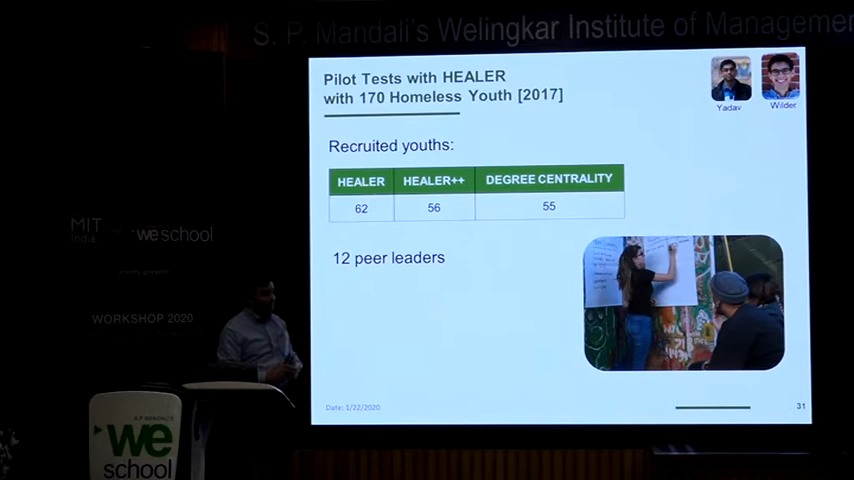 S. P. Mandali's Welingkar Institute of Managemen
Pilot Tests with HEALER
with 170 Homeless Youth [2017]
Yadav
Wilder
Recruited youths:
HEALER HEALER++ DEGREE CENTRALITY
62 56 55
12 peer leaders
MIT
India
we school
WORKSHOP 2020
Date: 1/22/2020
31
S.P. MANDALI'S
we
school